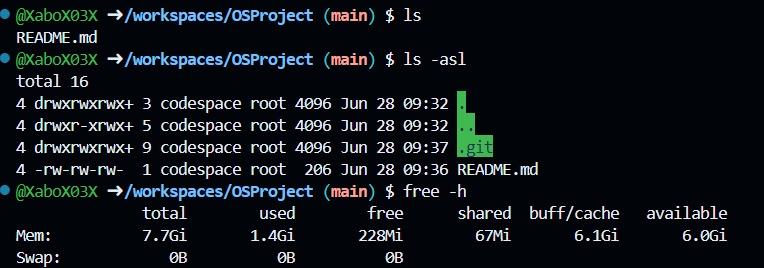 @XaboX03X ➜/workspaces/OSProject (main) $ ls
README.md
@XaboX03X ➜/workspaces/OSProject (main) $ ls -asl
total 16
4 drwxrwxrwx+ 3 codespace root 4096 Jun 28 09:32 .
4 drwxr-xrwx+ 5 codespace root 4096 Jun 28 09:32 ..
4 drwxrwxrwx+ 9 codespace root 4096 Jun 28 09:37 .git
4 -rw-rw-rw-  1 codespace root  206 Jun 28 09:36 README.md
@XaboX03X ➜/workspaces/OSProject (main) $ free -h
               total        used        free      shared  buff/cache   available
Mem:           7.7Gi       1.4Gi       228Mi        67Mi       6.1Gi       6.0Gi
Swap:             0B          0B          0B